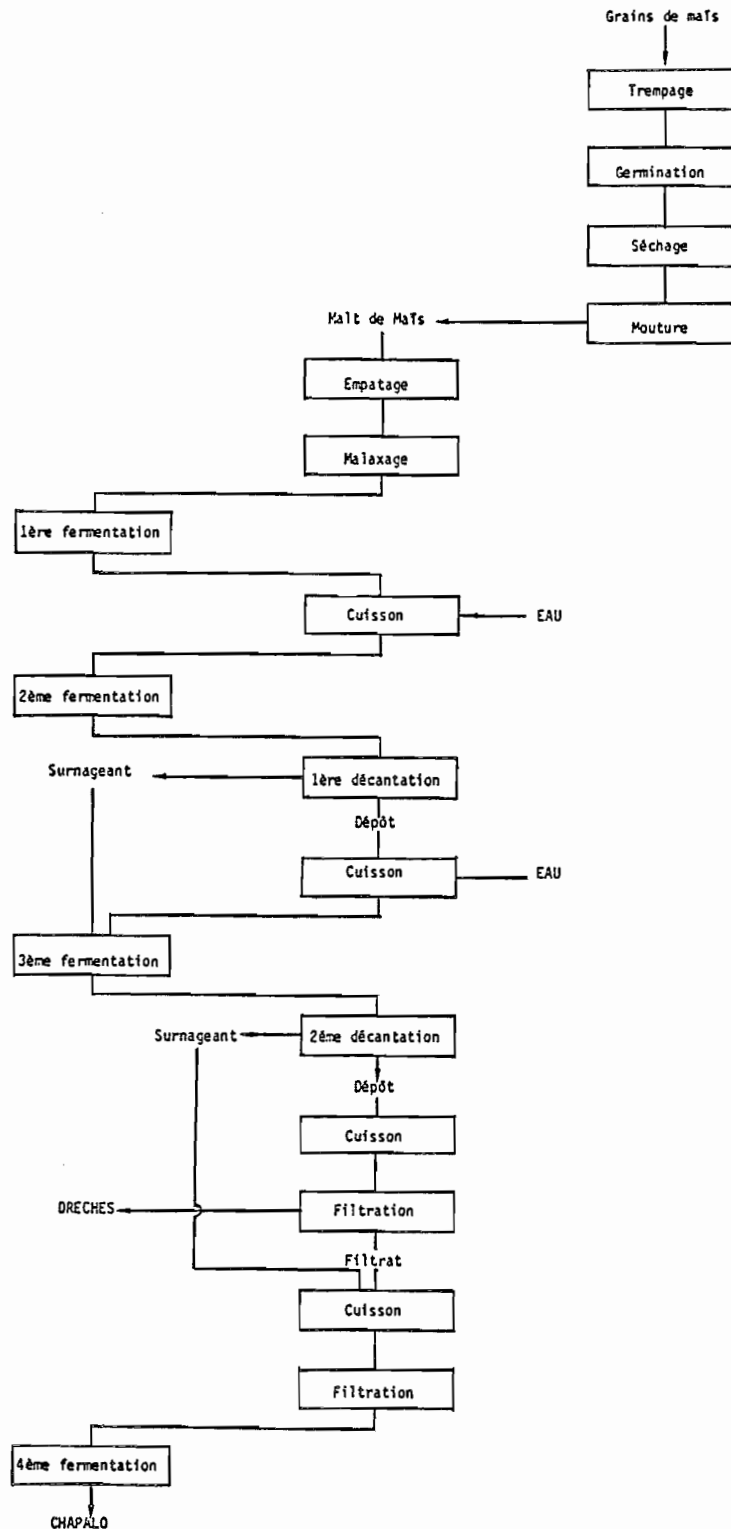 Grains de maïs
Trempage
Germination
Séchage
Mouture
Malt de Maïs
Empatage
Malaxage
1ère fermentation
Cuisson
EAU
2ème fermentation
Surnageant
1ère décantation
Dépôt
Cuisson
EAU
3ème fermentation
Surnageant
2ème décantation
Dépôt
Cuisson
DRECHES
Filtration
Filtrat
Cuisson
Filtration
4ème fermentation
CHAPALO